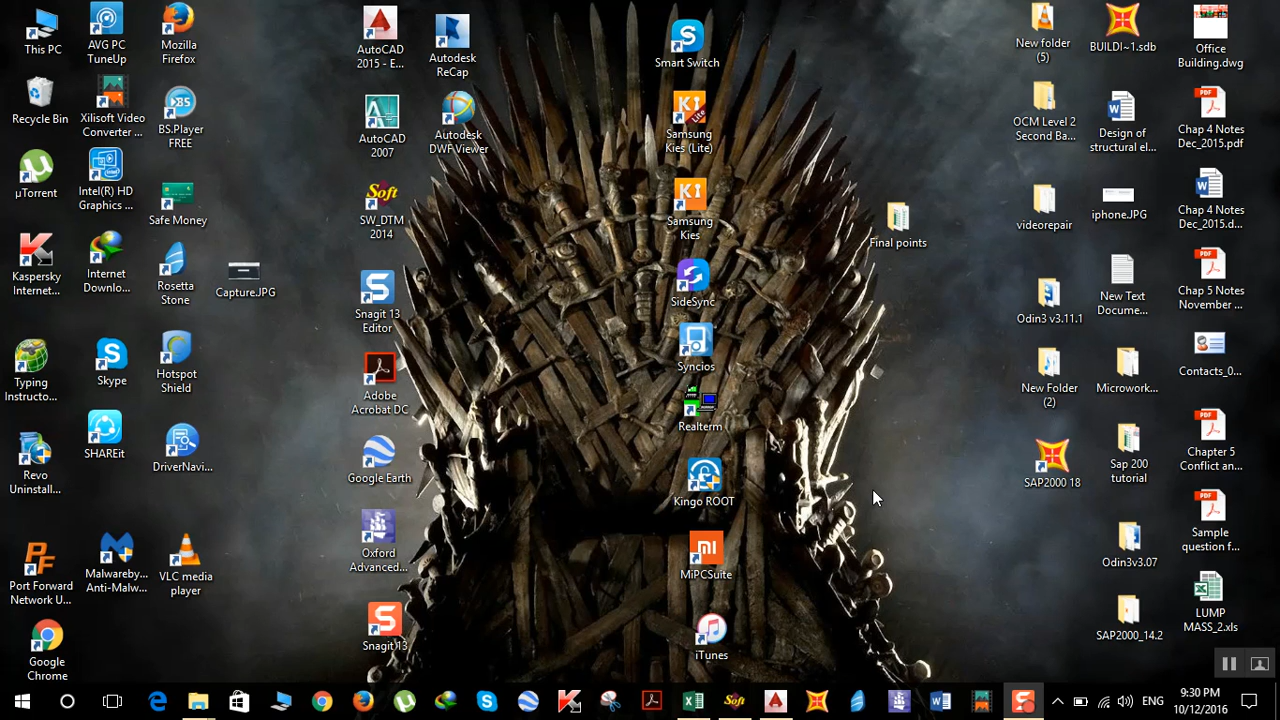 This PC
AVG PC
TuneUp
Mozilla
Firefox
Recycle Bin
Xilisoft Video
Converter ...
BS.Player
FREE
µTorrent
Intel(R) HD
Graphics ...
Safe Money
Kaspersky
Internet...
Internet
Downlo...
Rosetta
Stone
Capture.JPG
Typing
Instructo...
Skype
Hotspot
Shield
Revo
Uninstall...
SHAREit
DriverNavi...
Port Forward
Network U...
Malwareby...
Anti-Malw...
VLC media
player
Google
Chrome
AutoCAD
2015 - E...
Autodesk
ReCap
AutoCAD
2007
Autodesk
DWF Viewer
Soft
SW_DTM
2014
Snagit 13
Editor
Adobe
Acrobat DC
Google Earth
Oxford
Advanced...
Snagit 13
Smart Switch
Samsung
Kies (Lite)
Samsung
Kies
SideSync
Syncios
Realterm
Kingo ROOT
MiPCSuite
iTunes
Final points
New folder
(5)
BUILDI~1.sdb
Office
Building.dwg
OCM Level 2
Second Ba...
Design of
structural el...
Chap 4 Notes
Dec_2015.pdf
videorepair
iphone.JPG
Chap 4 Notes
Dec_2015.d...
Odin3 v3.11.1
New Text
Docume...
Chap 5 Notes
November ...
New Folder
(2)
Microwork...
Contacts_0...
SAP2000 18
Sap 200
tutorial
Chapter 5
Conflict an...
Odin3v3.07
Sample
question f...
SAP2000_14.2
LUMP
MASS_2.xls
ENG
9:30 PM
10/12/2016